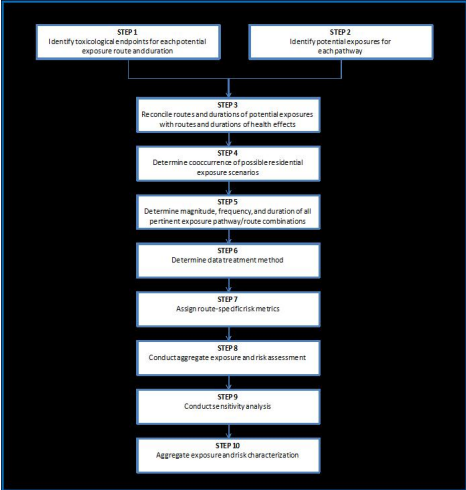 STEP 1
Identify toxicological endpoints for each potential
exposure route and duration
STEP 2
Identify potential exposures for
each pathway
STEP 3
Reconcile routes and durations of potential exposures
with routes and durations of health effects
STEP 4
Determine cooccurrence of possible residential
exposure scenarios
STEP 5
Determine magnitude, frequency, and duration of all
pertinent exposure pathway/route combinations
STEP 6
Determine data treatment method
STEP 7
Assign route-specific risk metrics
STEP 8
Conduct aggregate exposure and risk assessment
STEP 9
Conduct sensitivity analysis
STEP 10
Aggregate exposure and risk characterization